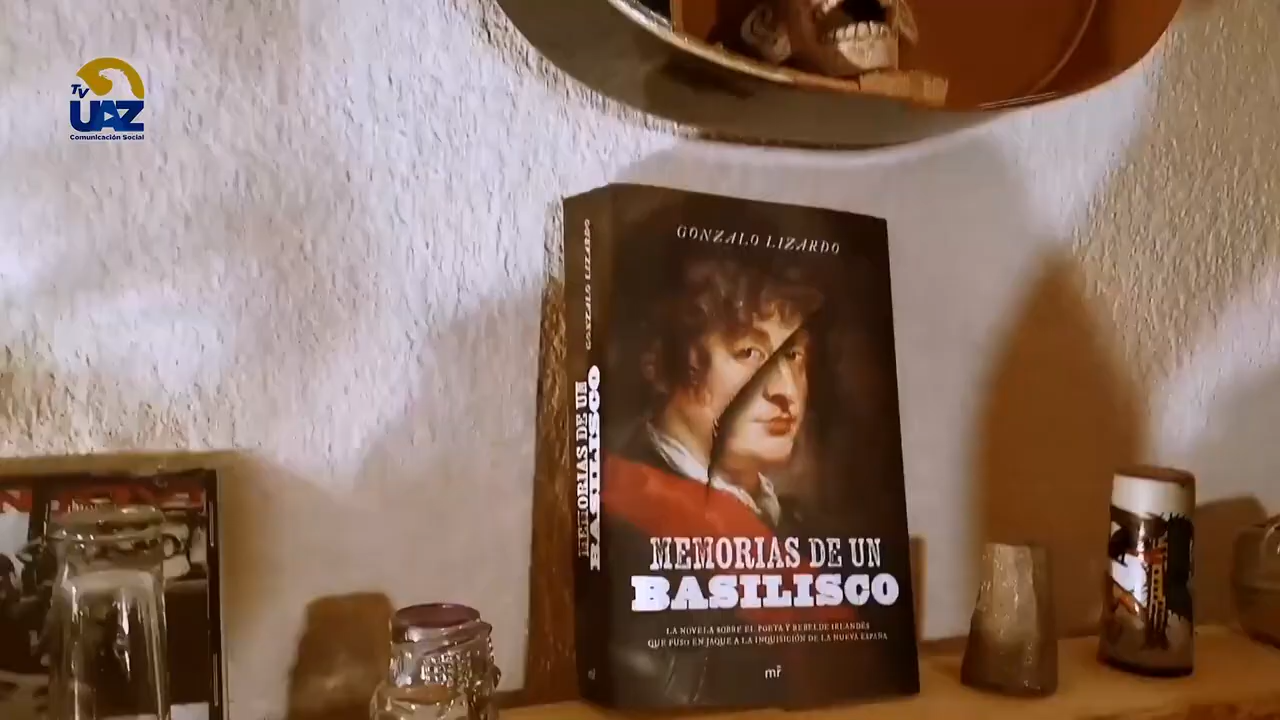 Tv
UAZ
Comunicación Social
GONZALO LIZARDO
MEMORIAS DE UN
BASILISCO
LA NOVELA SOBRE EL POETA Y REBELDE IRLANDÉS
QUE PUSO EN JAQUE A LA INQUISICIÓN DE LA NUEVA ESPAÑA
mr
GONZALO LIZARDO
MEMORIAS DE UN
BASILISCO